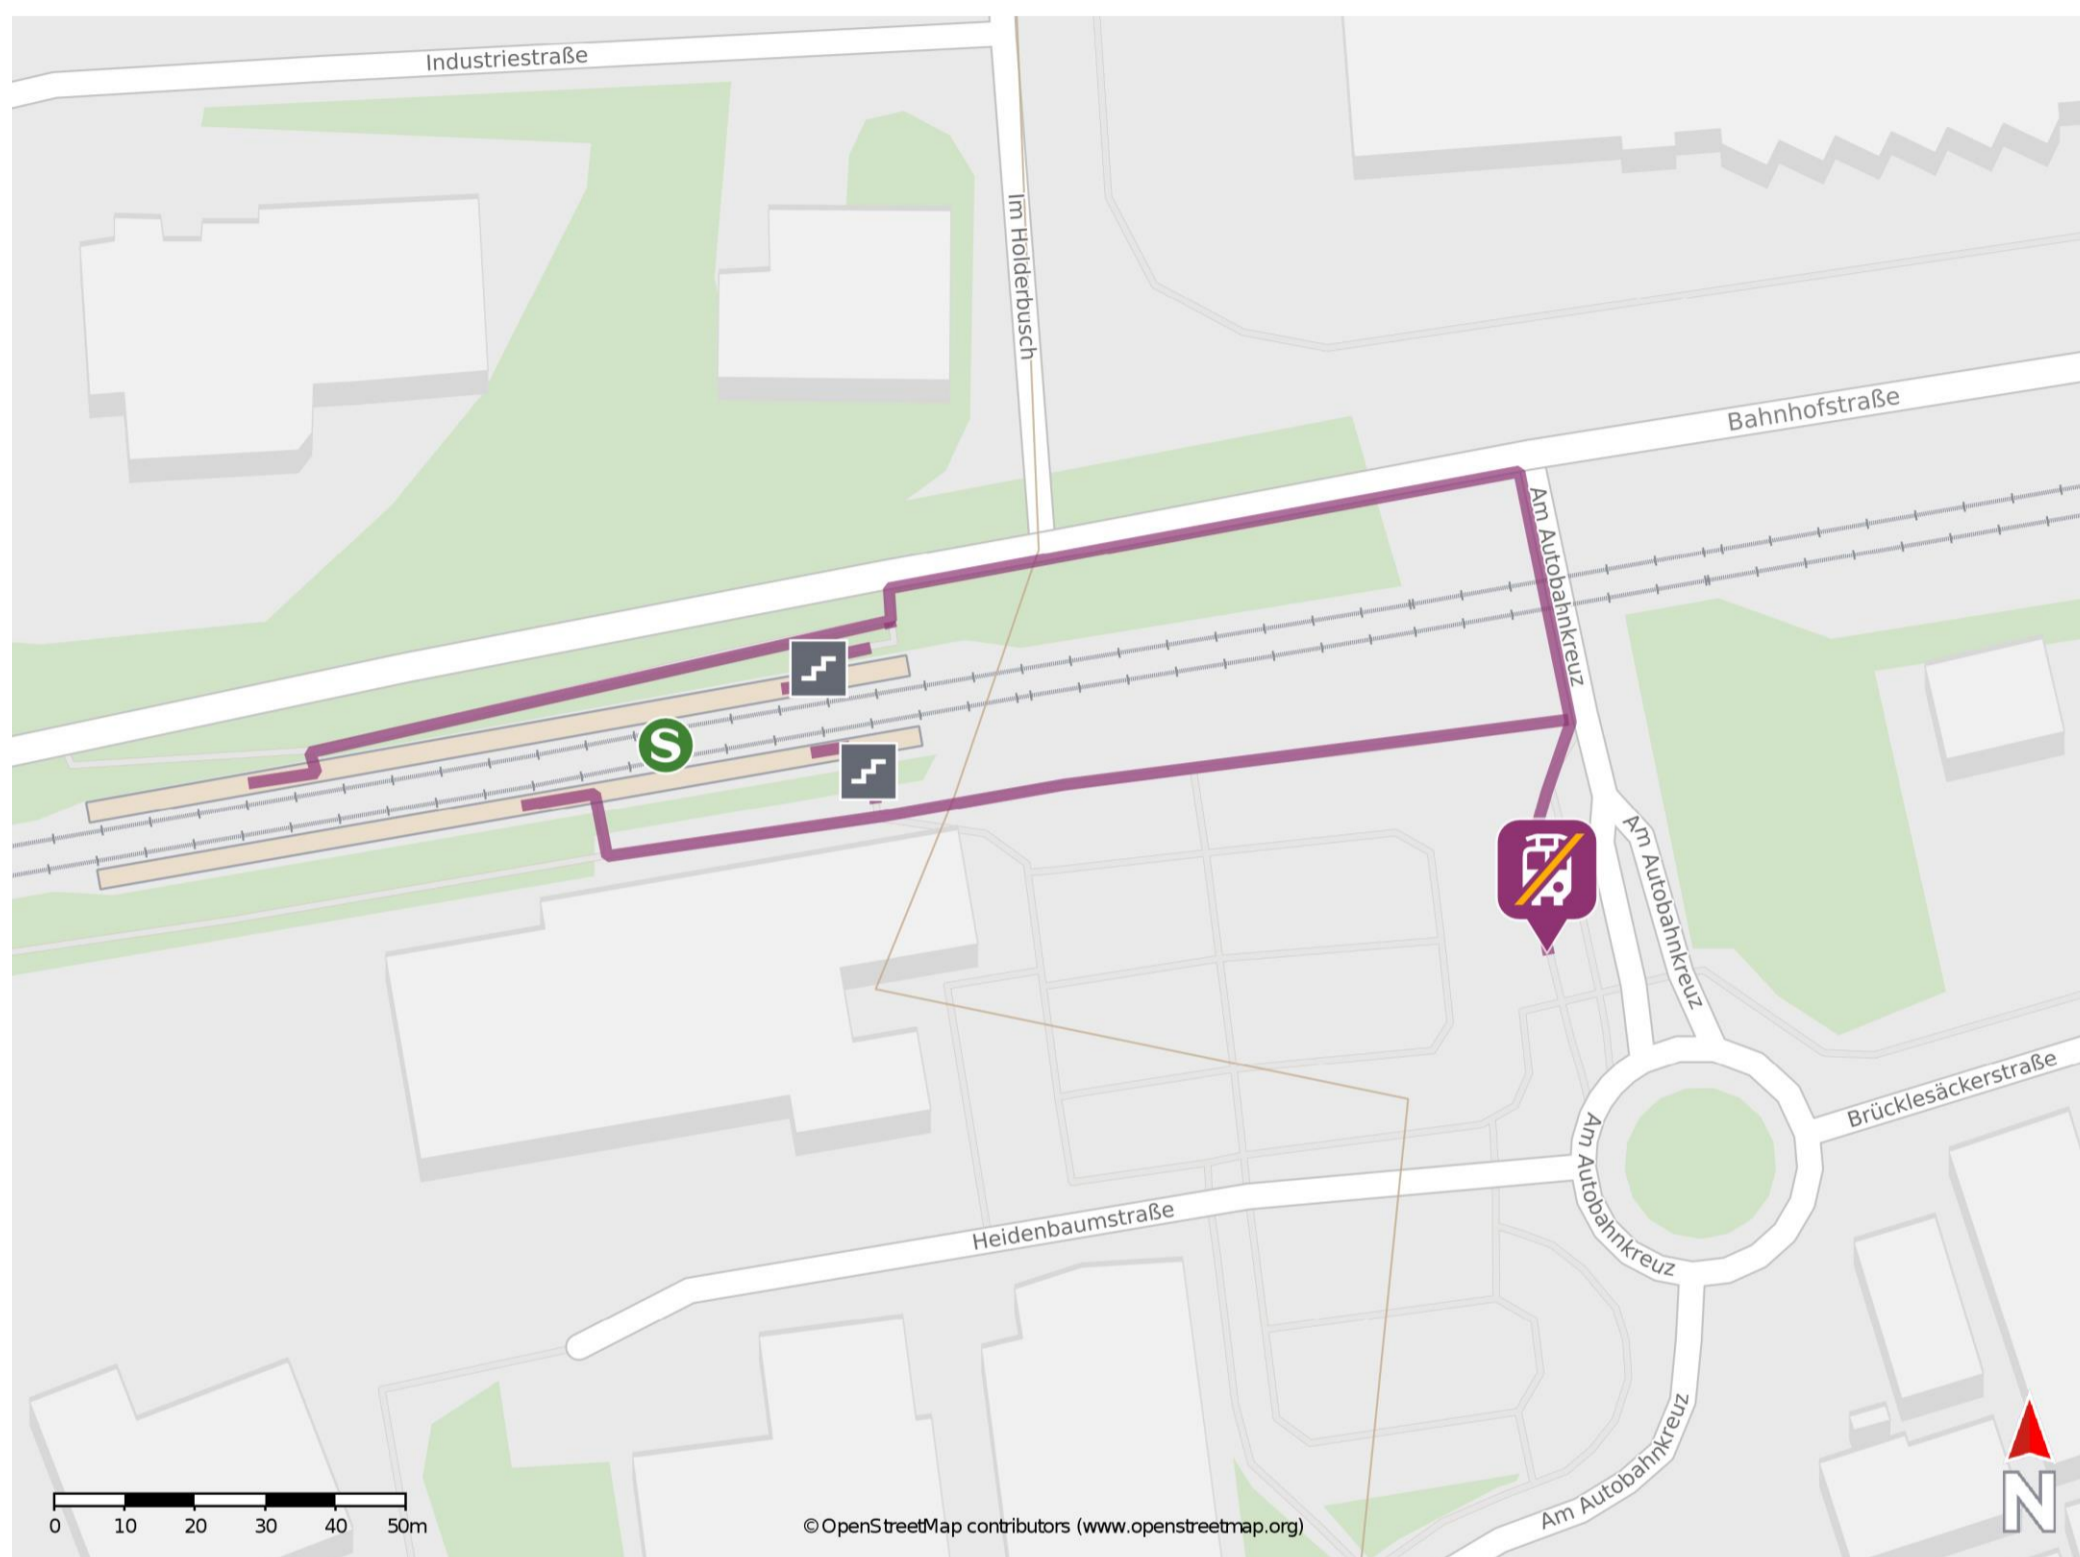 Industriestraße
Im Holderbusch
Bahnhofstraße
Am Autobahnkreuz
S
Am Autobahnkreuz
Brücklesäckerstraße
Am Autobahnkreuz
Heidenbaumstraße
Am Autobahnkreuz
N
0 10 20 30 40 50m
© OpenStreetMap contributors (www.openstreetmap.org)